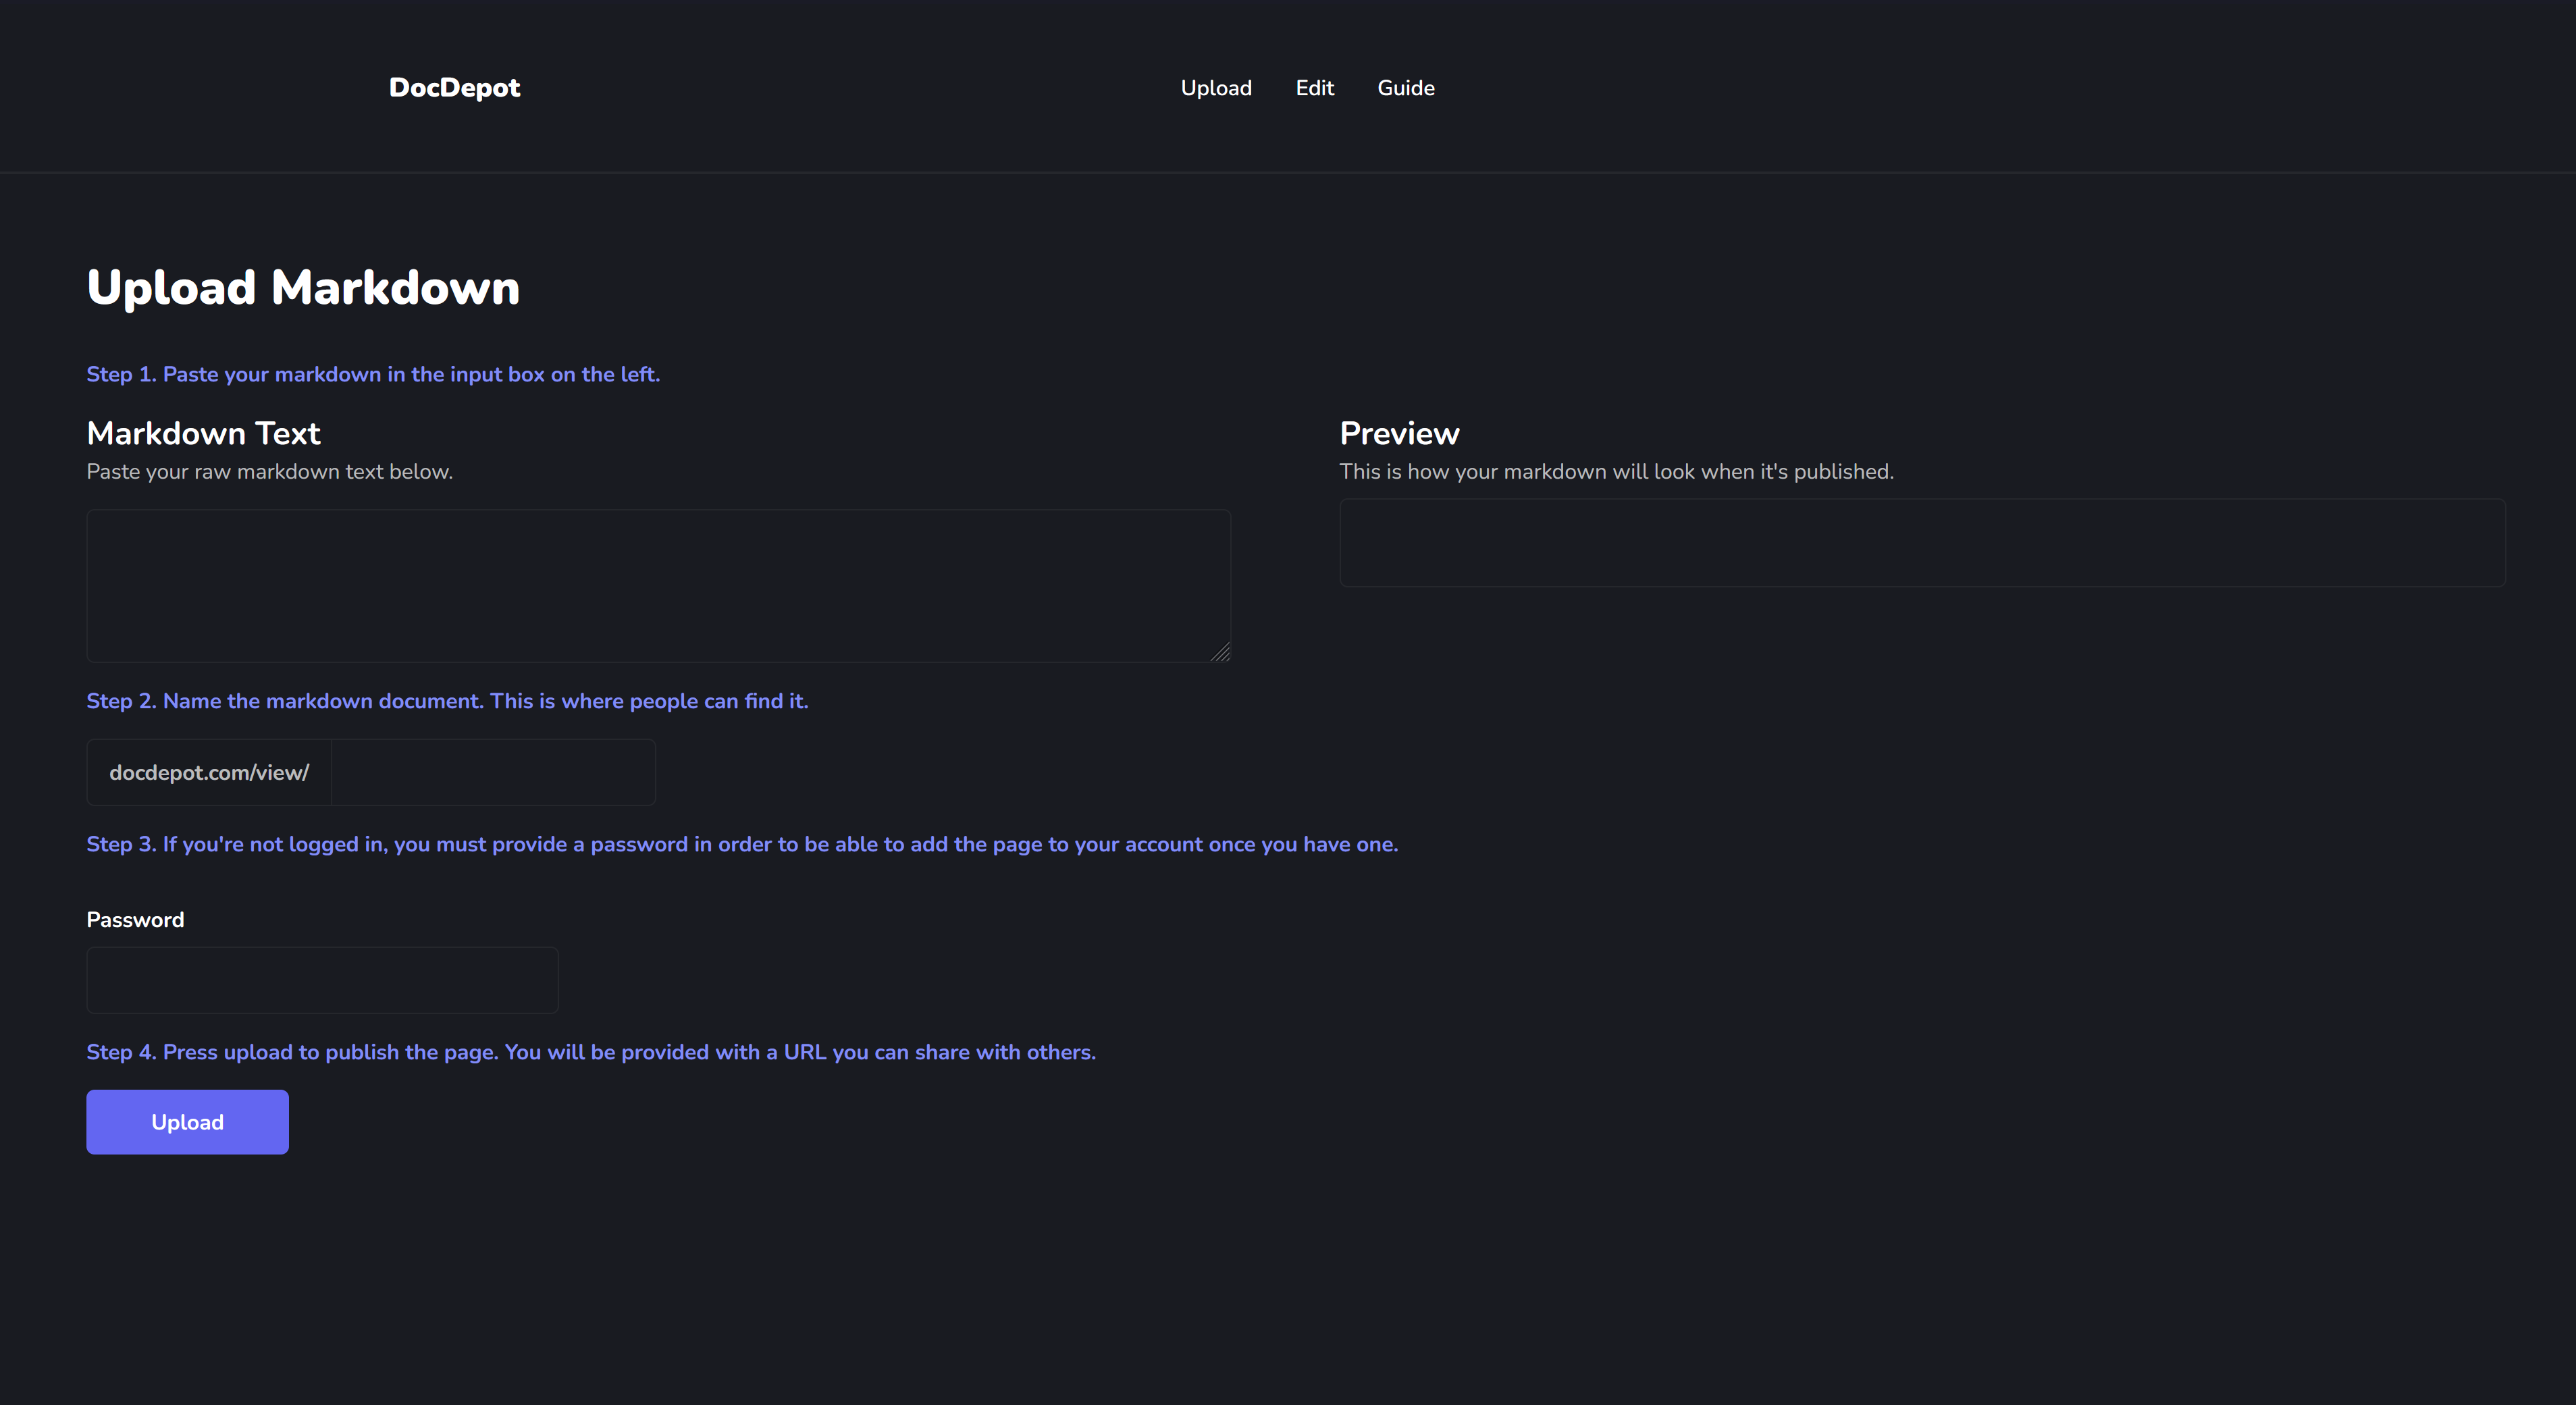 DocDepot
Upload
Edit
Guide
Upload Markdown
Step 1. Paste your markdown in the input box on the left.
Markdown Text
Paste your raw markdown text below.
Preview
This is how your markdown will look when it's published.
Step 2. Name the markdown document. This is where people can find it.
docdepot.com/view/
Step 3. If you're not logged in, you must provide a password in order to be able to add the page to your account once you have one.
Password
Step 4. Press upload to publish the page. You will be provided with a URL you can share with others.
Upload